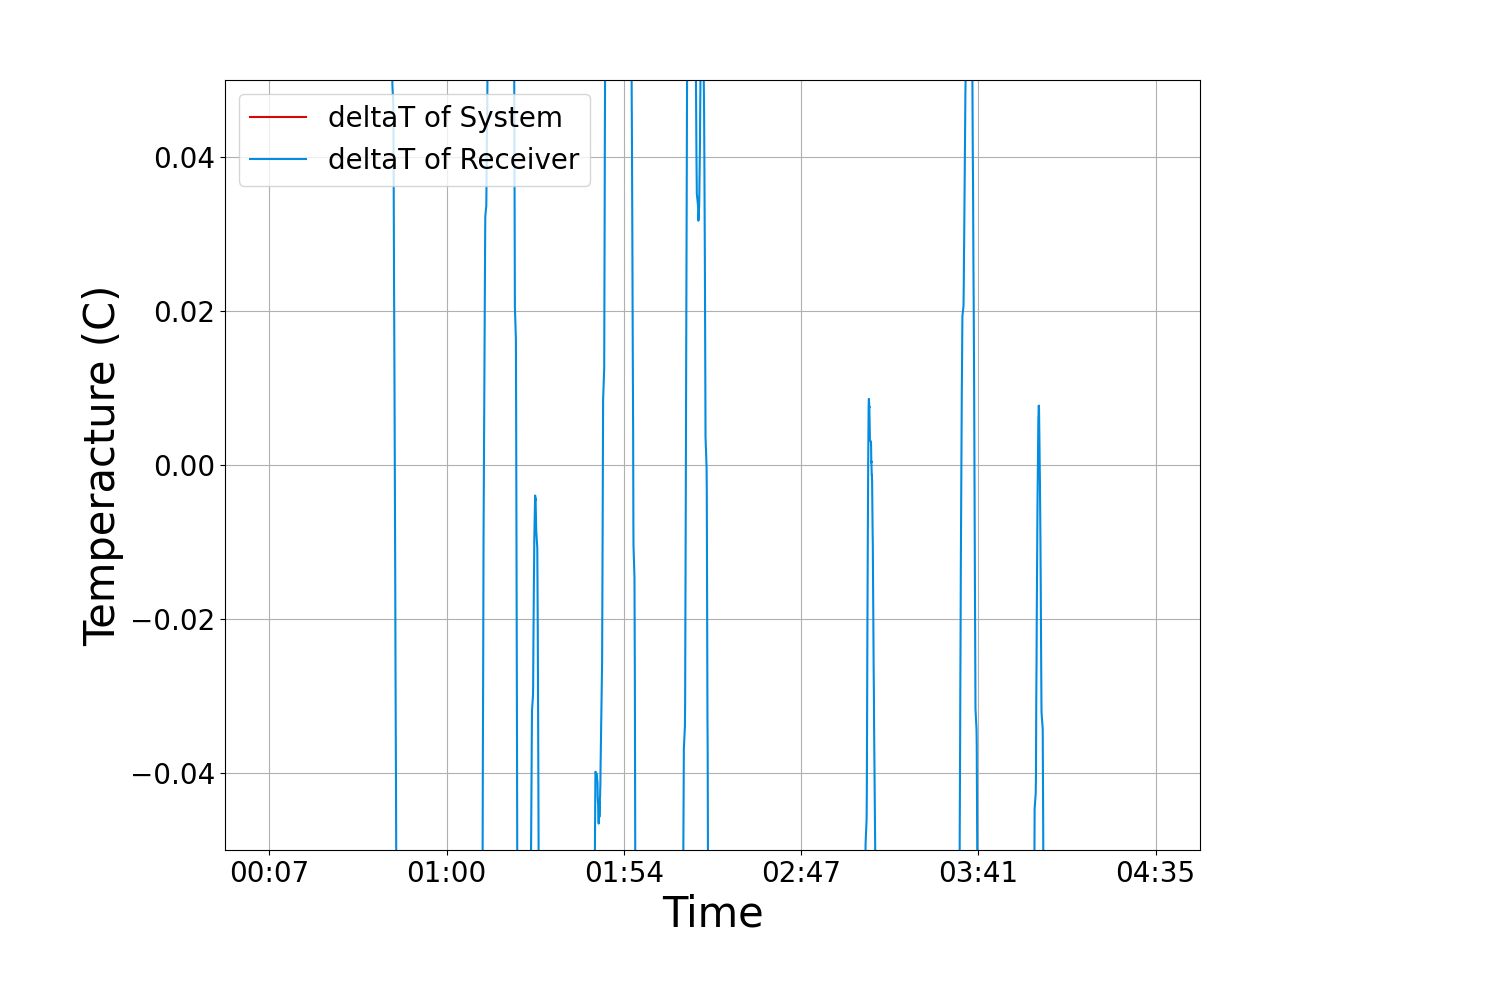 deltaT of System
deltaT of Receiver
0.04
0.02
0.00
−0.02
−0.04
Temperacture (C)
00:07 01:00 01:54 02:47 03:41 04:35
Time